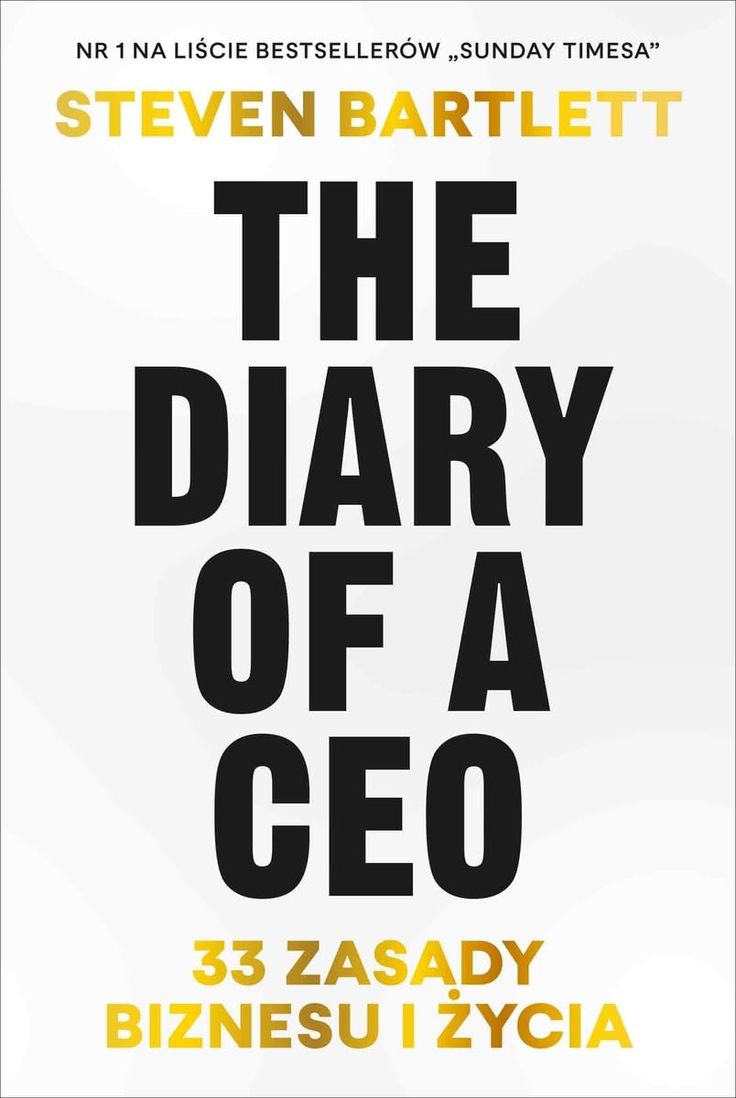 NR 1 NA LIŚCIE BESTSELLERÓW „SUNDAY TIMESA”
STEVEN BARTLETT
THE
DIARY
OF A
CEO
33 ZASADY
BIZNESU I ŻYCIA